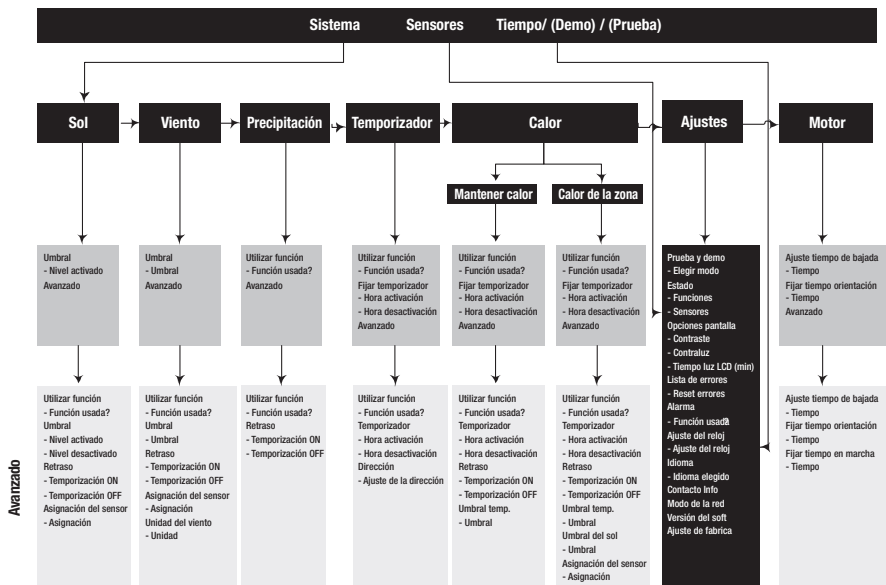 Sistema Sensores Tiempo/ (Demo) / (Prueba)
Sol
Viento
Precipitación
Temporizador
Calor
Ajustes
Motor
Mantener calor
Calor de la zona
Umbral
- Nivel activado
Avanzado
Umbral
- Umbral
Avanzado
Utilizar función
- Función usada?
Avanzado
Utilizar función
- Función usada?
Fijar temporizador
- Hora activación
- Hora desactivación
Avanzado
Utilizar función
- Función usada?
Fijar temporizador
- Hora activación
- Hora desactivación
Avanzado
Utilizar función
- Función usada?
Fijar temporizador
- Hora activación
- Hora desactivación
Avanzado
Prueba y demo
- Elegir modo
Estado
- Funciones
- Sensores
Opciones pantalla
- Contraste
- Contraluz
- Tiempo luz LCD (min)
Lista de errores
- Reset errores
Alarma
- Función usada?
Ajuste del reloj
- Ajuste del reloj
Idioma
- Idioma elegido
Contacto Info
Modo de la red
Versión del soft
Ajuste de fabrica
Ajuste tiempo de bajada
- Tiempo
Fijar tiempo orientación
- Tiempo
Avanzado
Avanzado
Utilizar función
- Función usada?
Umbral
- Nivel activado
- Nivel desactivado
Retraso
- Temporización ON
- Temporización OFF
Asignación del sensor
- Asignación
Utilizar función
- Función usada?
Umbral
- Umbral
Retraso
- Temporización ON
- Temporización OFF
Asignación del sensor
- Asignación
Unidad del viento
- Unidad
Utilizar función
- Función usada?
Retraso
- Temporización ON
- Temporización OFF
Utilizar función
- Función usada?
Temporizador
- Hora activación
- Hora desactivación
Dirección
- Ajuste de la dirección
Utilizar función
- Función usada?
Temporizador
- Hora activación
- Hora desactivación
Retraso
- Temporización ON
- Temporización OFF
Umbral temp.
- Umbral
Utilizar función
- Función usada?
Temporizador
- Hora activación
- Hora desactivación
Retraso
- Temporización ON
- Temporización OFF
Umbral temp.
- Umbral
Umbral del sol
- Umbral
Asignación del sensor
- Asignación
Ajuste tiempo de bajada
- Tiempo
Fijar tiempo orientación
- Tiempo
Fijar tiempo en marcha
- Tiempo